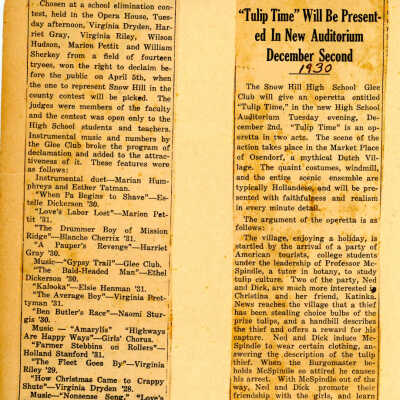 Chosen at a school elimination con-
test, held in the Opera House, Tues-
day afternoon, Virginia Dryden, Har-
riet Gray, Virginia Riley, Wilson
Hudson, Marion Pettit and William
Sherkey from a field of fourteen
tryoes, won the right to declaim be-
fore the public on April 5th, when the
one to represent Snow Hill in the
county contest will be picked. The
judges were members of the faculty
and the contest was open enly to the
High School students and teachers.
Instrumental music and numbers by
the Glee Club broke the program of
declamation and added to the attrac-
tiveness of it. These features were
as follows:
Instrumental duet—Marian Hum-
phreys and Esther Tatman.
"When Pa Begins to Shave"—Es-
telle Dickerson '30.
"Love's Labor Lost"—Marion Pet-
tit '31.
"The Drummer Boy of Mission
Ridge"—Blanche Cherrix '31.
"A Pauper's Revenge"—Harriet
Gray '30.
Music—"Gypsy Trail"—Glee Club.
"The Bald-Headed Man"—Ethel
Dickerson '30.
"Kalooka"—Elsie Henman '31.
"The Average Boy"—Virginia Pret-
tyman '31.
"Ben Butler's Race"—Naomi Stur-
gis '30.
Music — "Amarylis" "Highways
Are Happy Ways"—Girls' Chorus.
"Farmer Stebbins on Rollers"—
Holland Stanford '31.
"The Fleet Goes By"—Virginia
Riley '29.
"How Christmas Came to Crappy
Shute"—Virginia Dryden '28.
Music—"Nonsense Song," "Love's
"Tulip Time" Will Be Present-
ed In New Auditorium
December Second
1930
The Snow Hill High School Glee
Club will give an operetta entitled
"Tulip Time," in the new High School
Auditorium Tuesday evening, Decem-
ber 2nd. "Tulip Time" is an op-
eretta in two acts. The scene of the
action takes place in the Market Place
of Osendorf, a mythical Dutch Vil-
lage. The quaint costumes, windmill,
and the entire scenic ensemble are
typically Hollandese, and will be pre-
sented with faithfulness and realism
in every minute detail.
The argument of the operetta is as
follows:
The village, enjoying a holiday, is
startled by the arrival of a party of
American tourists, college students
under the leadership of Professor Mc-
Spindle, a tutor in botany, to study
tulip culture. Two of the party, Ned
and Dick, are much more interested in
Christina and her friend, Katinka.
News reaches the village that a thief
has been stealing choice bulbs of the
prize tulips, and a handbill describes
the thief and offers a reward for his
capture. Ned and Dick induce Mc-
Spindle to wear certain clothing, an-
swering the description of the tulip
thief. When the Burgomaster be-
holds McSpindle so attired he causes
his arrest. With McSpindle out of the
way, Ned and Dick promote their
friendship with the girls, and learn